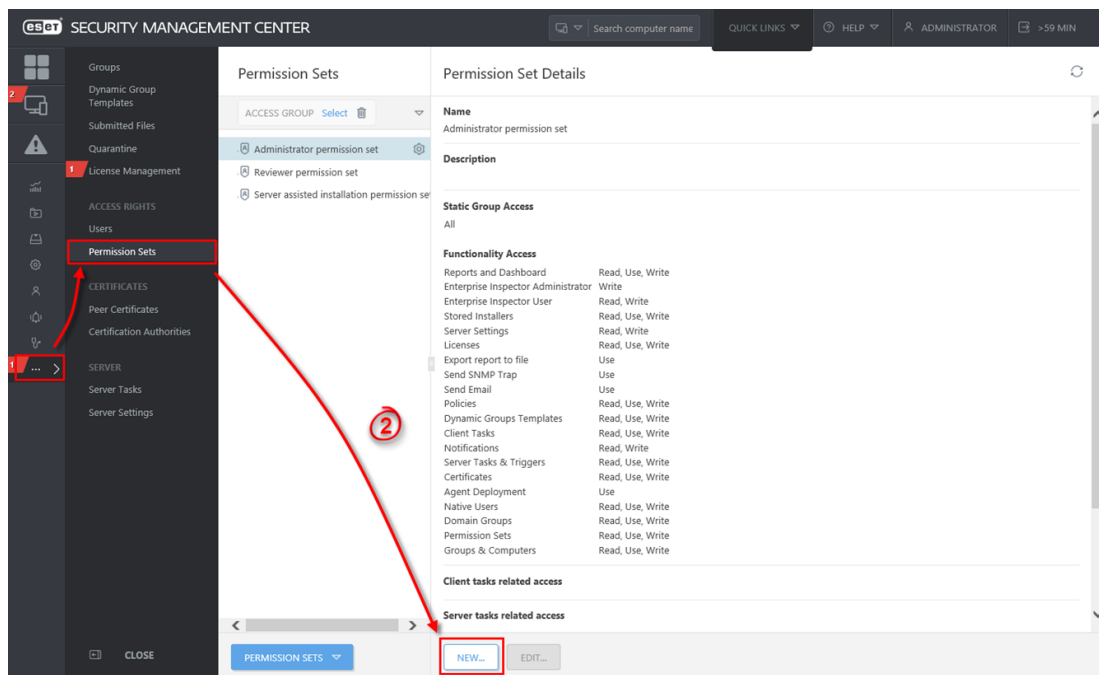 eset SECURITY MANAGEMENT CENTER
Search computer name
QUICK LINKS
HELP
ADMINISTRATOR
>59 MIN
2
1
1
Groups
Dynamic Group
Templates
Submitted Files
Quarantine
License Management
ACCESS RIGHTS
Users
Permission Sets
CERTIFICATES
Peer Certificates
Certification Authorities
SERVER
Server Tasks
Server Settings
...
CLOSE
Permission Sets
ACCESS GROUP Select
Administrator permission set
Reviewer permission set
Server assisted installation permission se
PERMISSION SETS
2
Permission Set Details
Name
Administrator permission set
Description
Static Group Access
All
Functionality Access
Reports and Dashboard Read, Use, Write
Enterprise Inspector Administrator Write
Enterprise Inspector User Read, Write
Stored Installers Read, Use, Write
Server Settings Read, Write
Licenses Read, Use, Write
Export report to file Use
Send SNMP Trap Use
Send Email Use
Policies Read, Use, Write
Dynamic Groups Templates Read, Use, Write
Client Tasks Read, Use, Write
Notifications Read, Write
Server Tasks & Triggers Read, Use, Write
Certificates Read, Use, Write
Agent Deployment Use
Native Users Read, Use, Write
Domain Groups Read, Use, Write
Permission Sets Read, Use, Write
Groups & Computers Read, Use, Write
Client tasks related access
Server tasks related access
NEW...
EDIT...